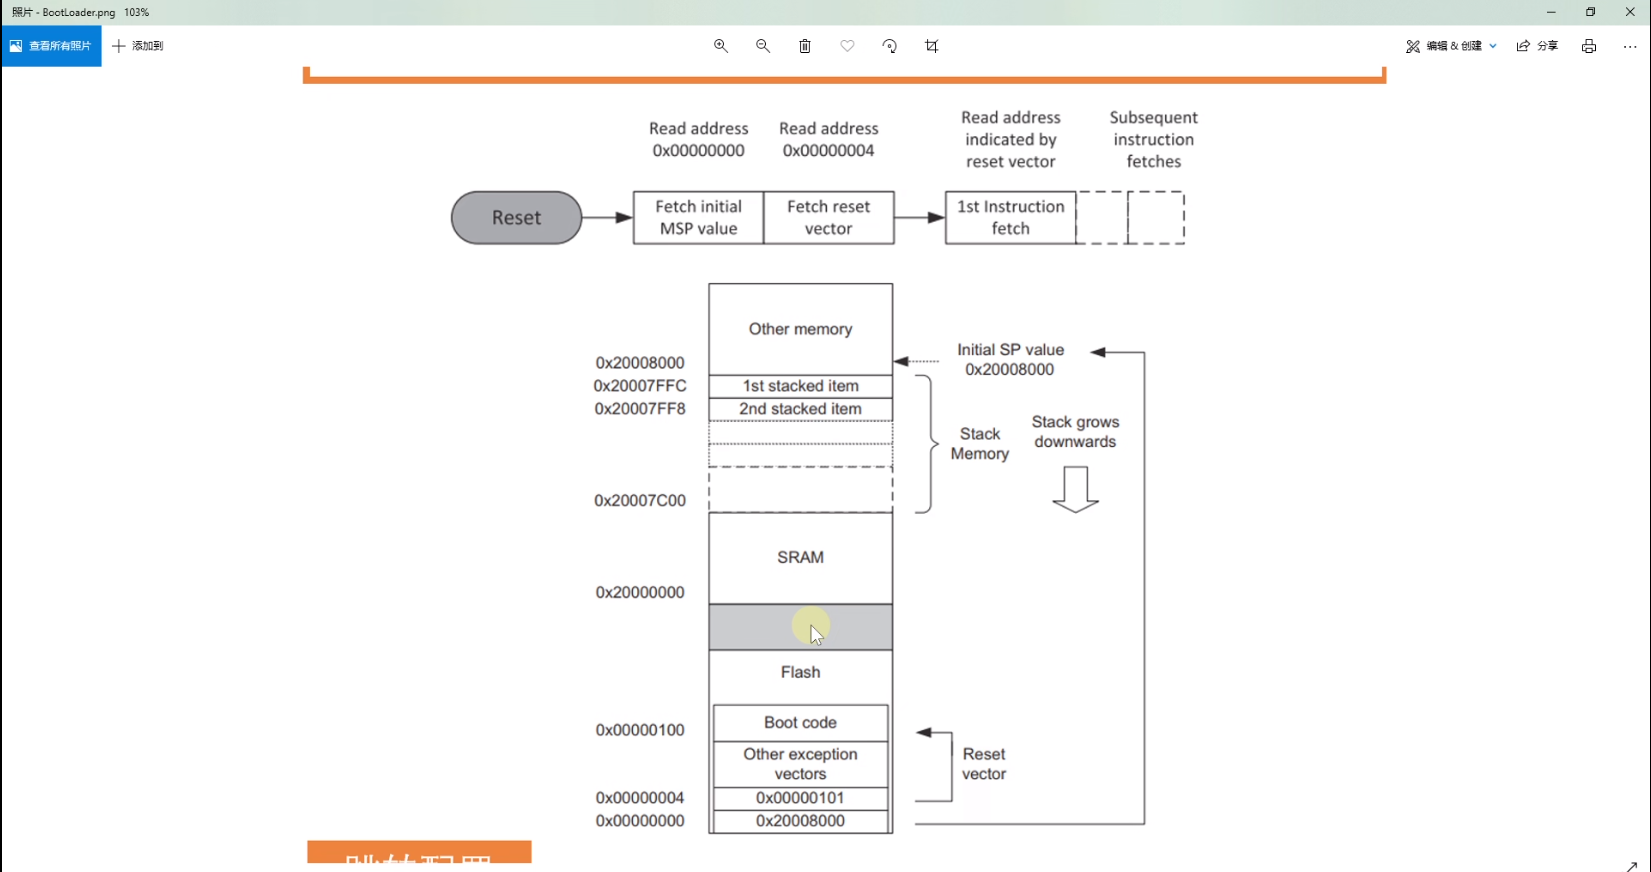 照片 - BootLoader.png 103%
查看所有照片 添加到 编辑 & 创建 分享
Read address
0x00000000
Read address
0x00000004
Read address
indicated by
reset vector
Subsequent
instruction
fetches
Reset
Fetch initial
MSP value
Fetch reset
vector
1st Instruction
fetch
Other memory
0x20008000
Initial SP value
0x20008000
0x20007FFC
1st stacked item
0x20007FF8
2nd stacked item
Stack
Memory
Stack grows
downwards
0x20007C00
SRAM
0x20000000
Flash
0x00000100
Boot code
Other exception
vectors
Reset
vector
0x00000004
0x00000101
0x00000000
0x20008000
跳转配置